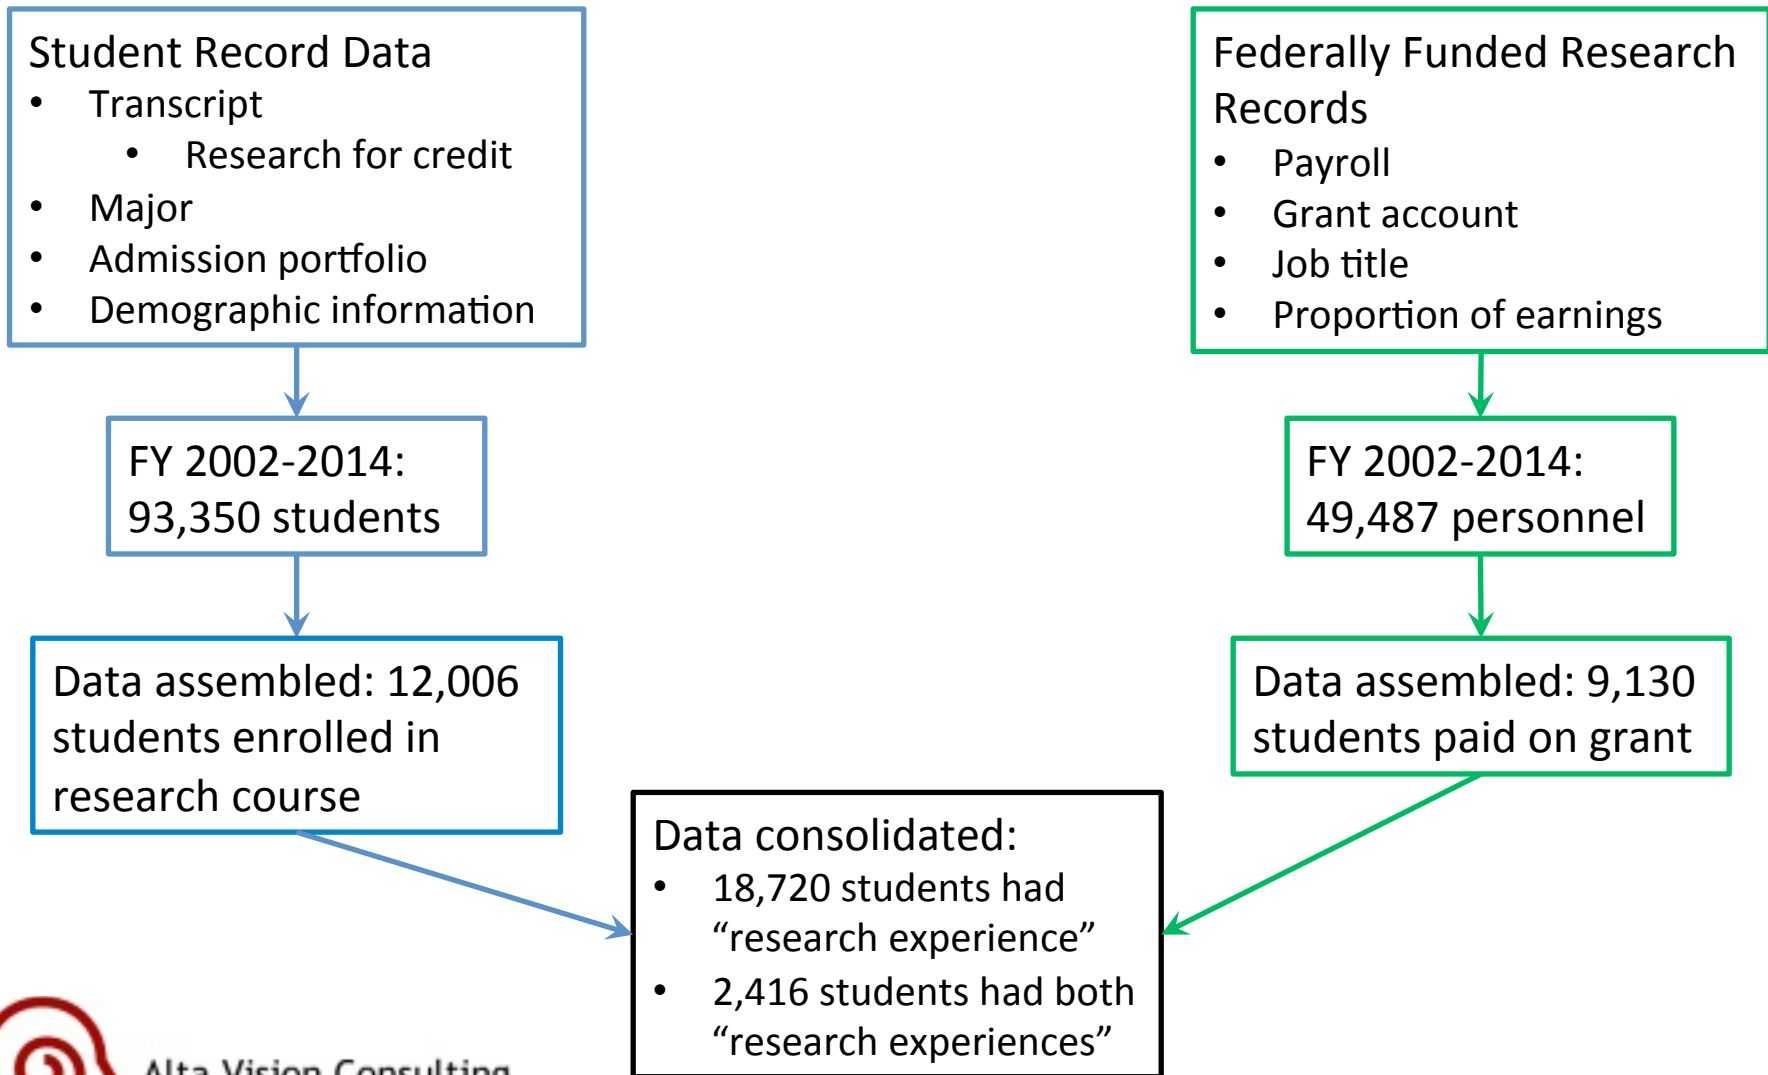 Student Record Data
• Transcript
• Research for credit
• Major
• Admission portfolio
• Demographic information
FY 2002-2014:
93,350 students
Data assembled: 12,006
students enrolled in
research course
Federally Funded Research
Records
• Payroll
• Grant account
• Job title
• Proportion of earnings
FY 2002-2014:
49,487 personnel
Data assembled: 9,130
students paid on grant
Data consolidated:
• 18,720 students had
“research experience”
• 2,416 students had both
“research experiences”
Alta Vision Consulting